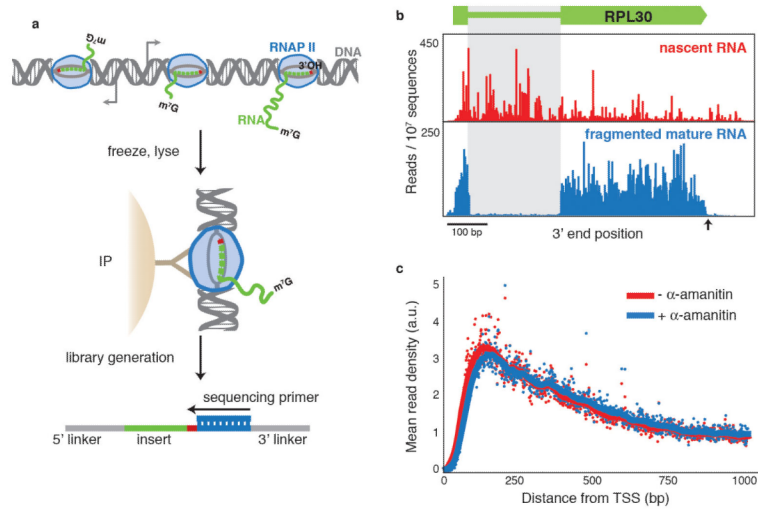 a
m⁷G
RNAP II
DNA
3'OH
m⁷G
RNA
m⁷G
freeze, lyse
IP
m⁷G
library generation
sequencing primer
5' linker
insert
3' linker
b
RPL30
450
nascent RNA
Reads / 10⁷ sequences
250
fragmented mature RNA
0
100 bp
3' end position
c
5
- α-amanitin
+ α-amanitin
4
3
2
1
0
Mean read density (a.u.)
0
250
500
750
1000
Distance from TSS (bp)